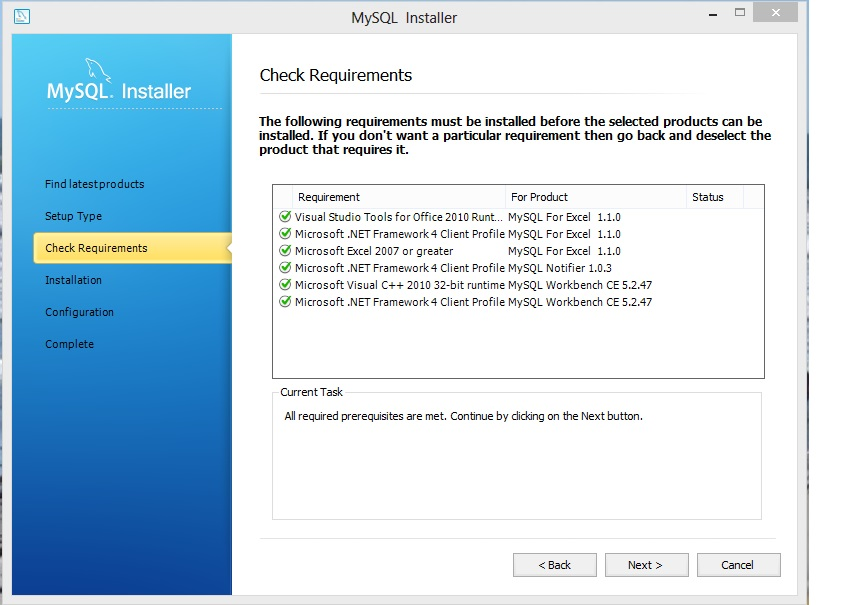 MySQL Installer
MySQL. Installer
Find latest products
Setup Type
Check Requirements
Installation
Configuration
Complete
Check Requirements
The following requirements must be installed before the selected products can be
installed. If you don't want a particular requirement then go back and deselect the
product that requires it.
Requirement For Product Status
Visual Studio Tools for Office 2010 Runt... MySQL For Excel 1.1.0
Microsoft .NET Framework 4 Client Profile MySQL For Excel 1.1.0
Microsoft Excel 2007 or greater MySQL For Excel 1.1.0
Microsoft .NET Framework 4 Client Profile MySQL Notifier 1.0.3
Microsoft Visual C++ 2010 32-bit runtime MySQL Workbench CE 5.2.47
Microsoft .NET Framework 4 Client Profile MySQL Workbench CE 5.2.47
Current Task
All required prerequisites are met. Continue by clicking on the Next button.
< Back Next > Cancel